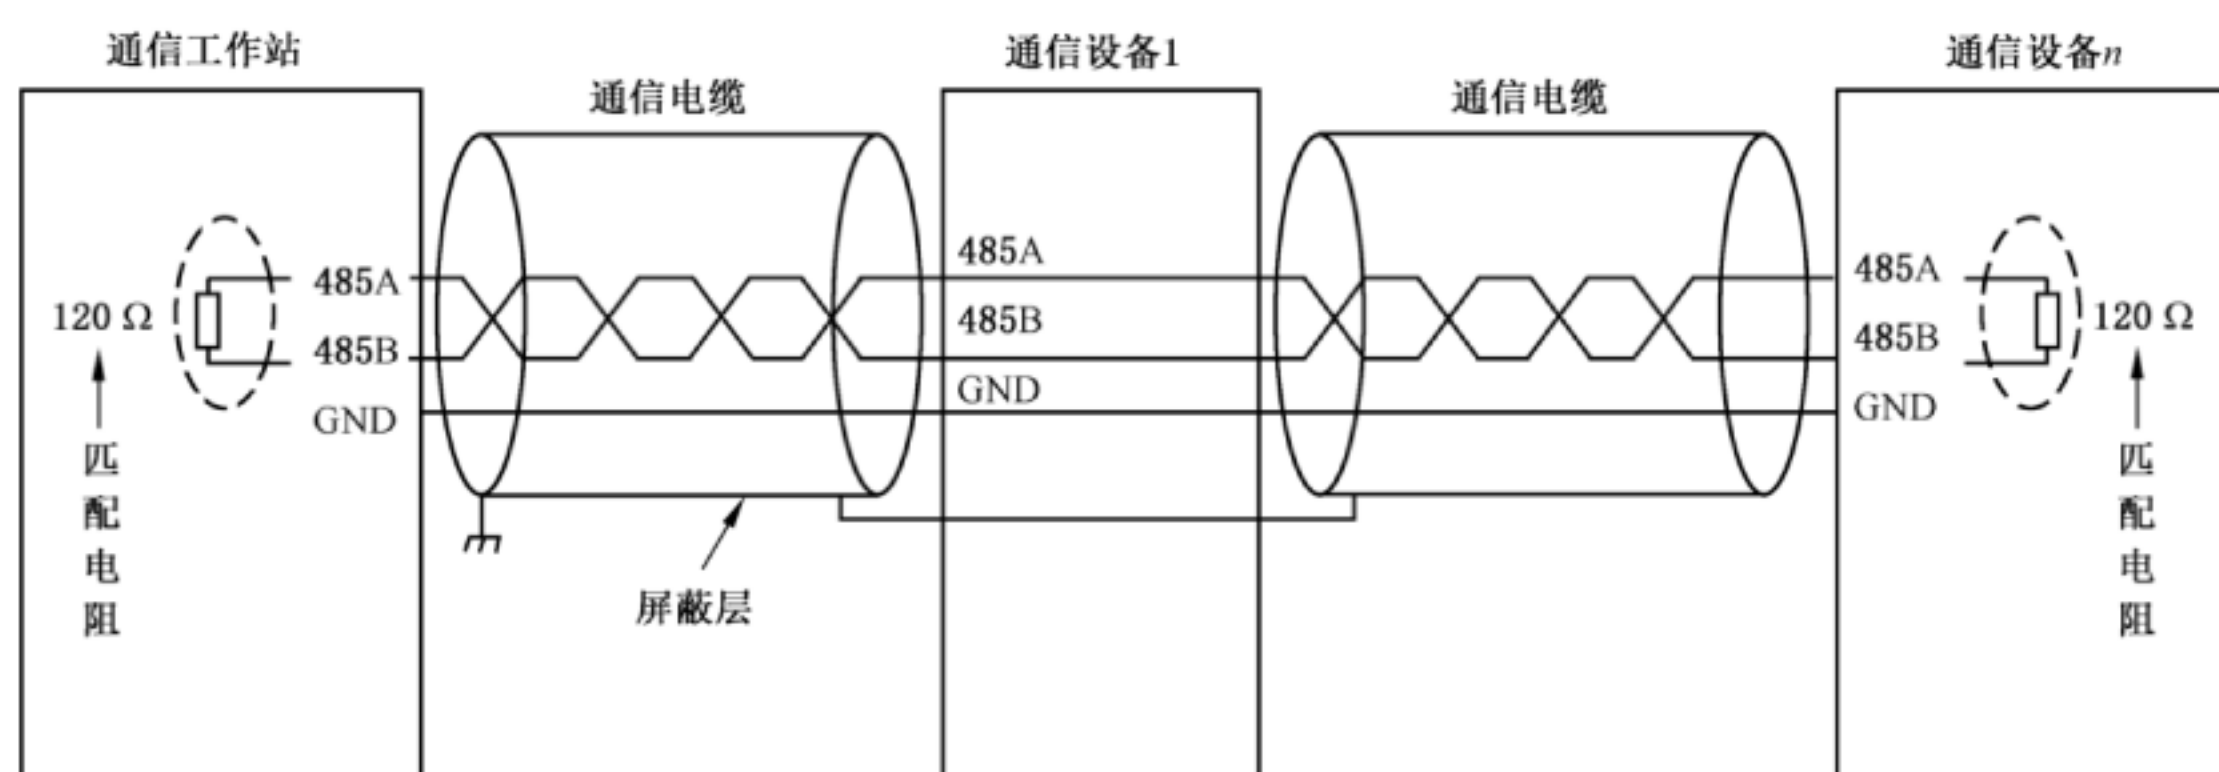 通信工作站
通信电缆
通信设备1
通信电缆
通信设备n
120 Ω
485A
485B
GND
匹配电阻
屏蔽层
485A
485B
GND
485A
485B
GND
120 Ω
匹配电阻